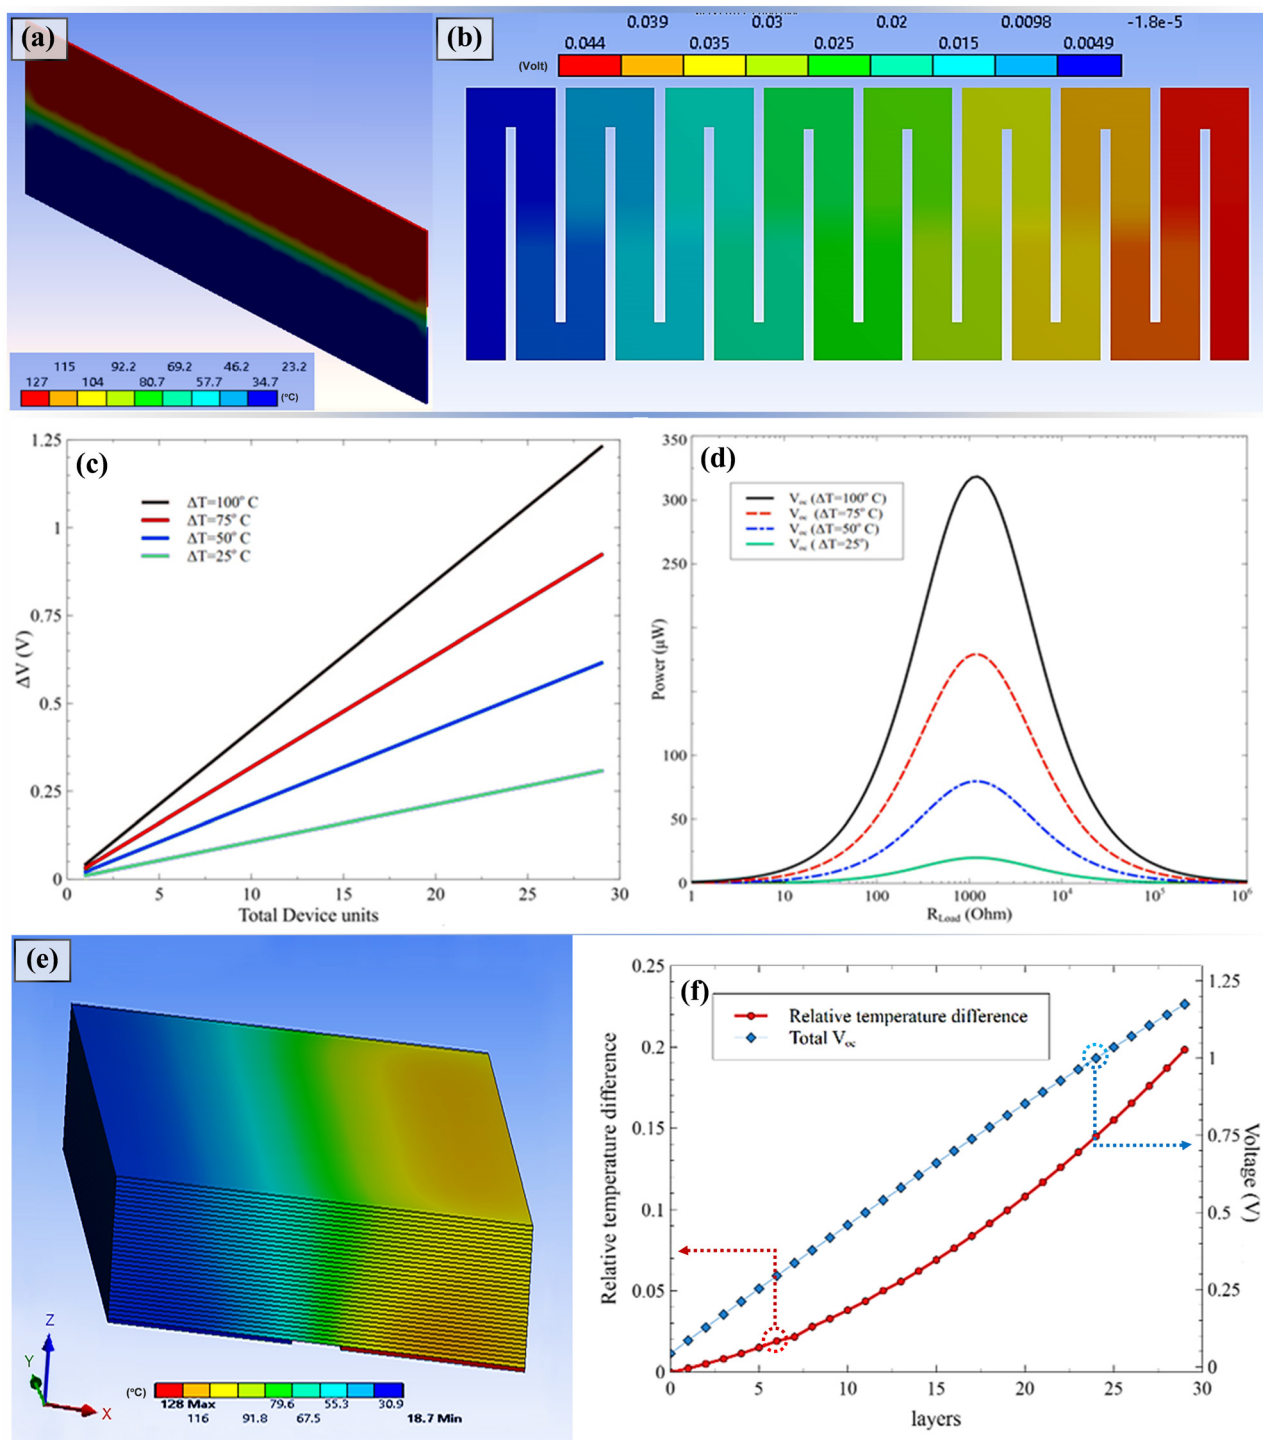 (a)
115 92.2 69.2 46.2 23.2
127 104 80.7 57.7 34.7 (°C)
(b)
0.039 0.03 0.02 0.0098 -1.8e-5
0.044 0.035 0.025 0.015 0.0049
(Volt)
(c)
1.25
1
0.75
0.5
0.25
0
ΔV (V)
ΔT=100° C
ΔT=75° C
ΔT=50° C
ΔT=25° C
0 5 10 15 20 25 30
Total Device units
(d)
350
300
250
100
50
0
Power (μW)
Voc (ΔT=100° C)
Voc (ΔT=75° C)
Voc (ΔT=50° C)
Voc (ΔT=25°)
1 10 100 1000 10⁴ 10⁵ 10⁶
RLoad (Ohm)
(e)
Z
Y
X
(°C)
128 Max 79.6 55.3 30.9
116 91.8 67.5 18.7 Min
(f)
0.25
0.2
0.15
0.1
0.05
0
Relative temperature difference
Relative temperature difference
Total Voc
1.25
1
0.75
0.5
0.25
0
Voltage (V)
0 5 10 15 20 25 30
layers